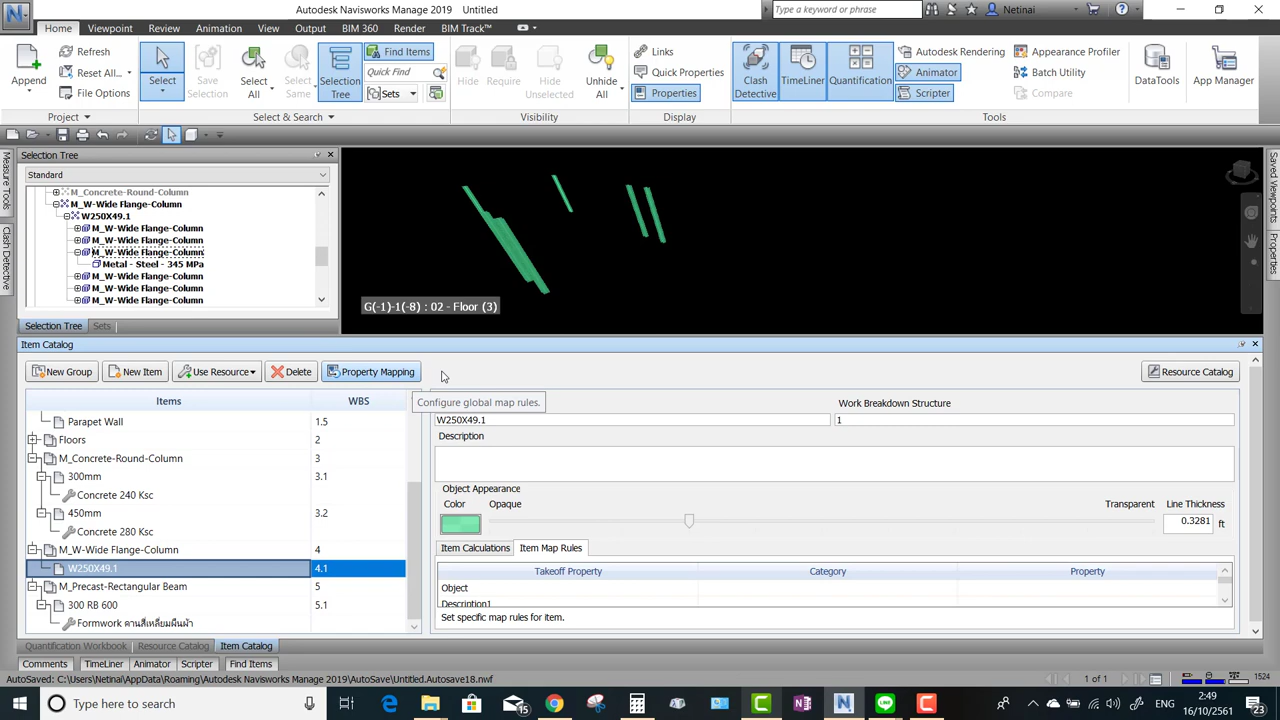 Autodesk Navisworks Manage 2019 Untitled
Type a keyword or phrase
Netinai
Home Viewpoint Review Animation View Output BIM 360 Render BIM Track™
Append
Refresh
Reset All...
File Options
Project
Select
Save Selection
Select All
Select Same
Selection Tree
Find Items
Quick Find
Sets
Select & Search
Hide
Require
Hide Unselected
Unhide All
Visibility
Links
Quick Properties
Properties
Display
Clash Detective
TimeLiner
Quantification
Autodesk Rendering
Animator
Scripter
Appearance Profiler
Batch Utility
Compare
DataTools
App Manager
Tools
Measure Tools
Clash Detective
Selection Tree
Standard
M_Concrete-Round-Column
M_W-Wide Flange-Column
W250X49.1
M_W-Wide Flange-Column
M_W-Wide Flange-Column
M_W-Wide Flange-Column
Metal - Steel - 345 MPa
M_W-Wide Flange-Column
M_W-Wide Flange-Column
M_W-Wide Flange-Column
Selection Tree Sets
G(-1)-1(-8) : 02 - Floor (3)
Saved Viewpoints
Properties
Item Catalog
New Group New Item Use Resource Delete Property Mapping
Resource Catalog
Configure global map rules.
Items WBS
Parapet Wall 1.5
Floors 2
M_Concrete-Round-Column 3
300mm 3.1
Concrete 240 Ksc
450mm 3.2
Concrete 280 Ksc
M_W-Wide Flange-Column 4
W250X49.1 4.1
M_Precast-Rectangular Beam 5
300 RB 600 5.1
Formwork คานสี่เหลี่ยมผืนผ้า
Work Breakdown Structure
W250X49.1 1
Description
Object Appearance
Color Opaque Transparent Line Thickness
0.3281 ft
Item Calculations Item Map Rules
Takeoff Property Category Property
Object
Description1
Set specific map rules for item.
Quantification Workbook Resource Catalog Item Catalog
Comments TimeLiner Animator Scripter Find Items
AutoSaved: C:\Users\Netinai\AppData\Roaming\Autodesk Navisworks Manage 2019\AutoSave\Untitled.Autosave18.nwf
1 of 1
1524
Type here to search
15
2:49
16/10/2561
23